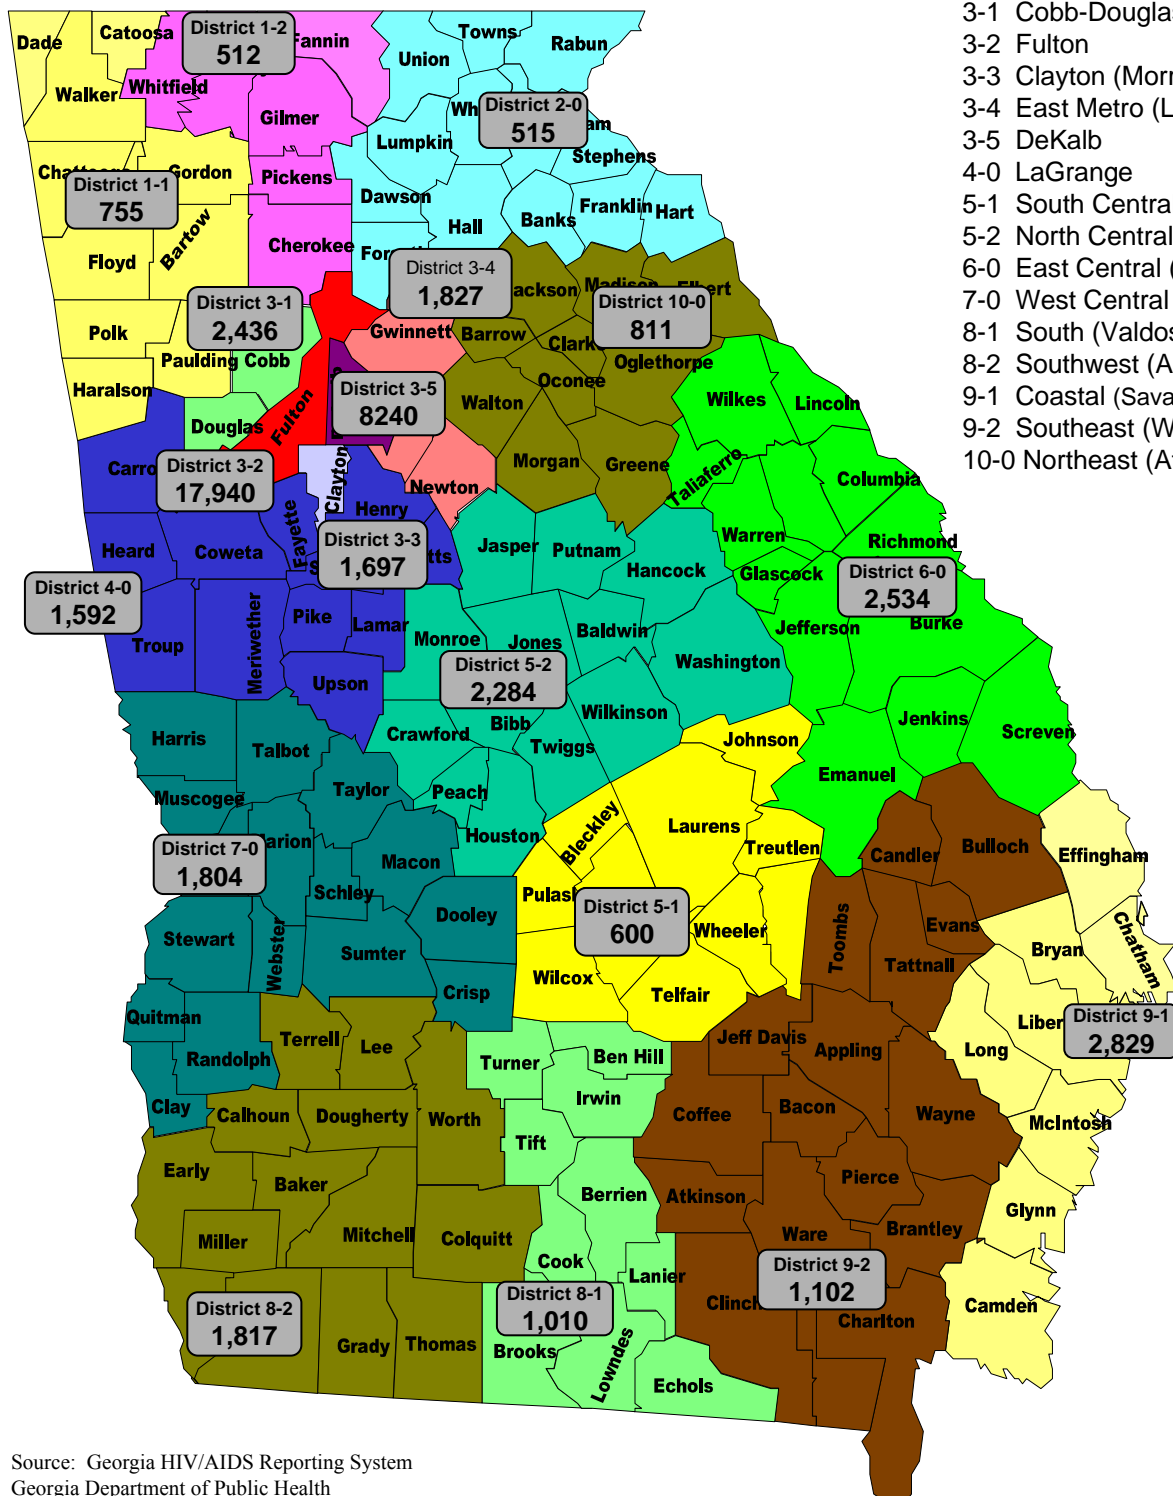 3-1 Cobb-Douglas
3-2 Fulton
3-3 Clayton
3-4 East Metro
3-5 DeKalb
4-0 LaGrange
5-1 South Central
5-2 North Central
6-0 East Central
7-0 West Central
8-1 South
8-2 Southwest
9-1 Coastal
9-2 Southeast
10-0 Northeast
Dade
Catoosa
District 1-2
512
Fannin
Towns
Union
Rabun
Walker
Whitfield
Gilmer
District 2-0
515
Lumpkin
Stephens
District 1-1
755
Gordon
Pickens
Dawson
Banks
Franklin
Hart
Hall
Floyd
Bartow
Cherokee
District 3-4
1,827
Madison
Elbert
District 10-0
811
District 3-1
2,436
Polk
Paulding
Cobb
Gwinnett
Barrow
Clarke
Oglethorpe
Haralson
Oconee
District 3-5
8240
Walton
Wilkes
Lincoln
Douglas
Fulton
Morgan
Greene
Taliaferro
Columbia
District 3-2
17,940
Clayton
Newton
Henry
Heard
Coweta
Fayette
District 3-3
1,697
Jasper
Putnam
Hancock
Warren
Richmond
Glascock
District 6-0
2,534
District 4-0
1,592
Troup
Meriwether
Pike
Lamar
Monroe
Jones
Baldwin
Jefferson
Burke
Washington
Upson
District 5-2
2,284
Harris
Talbot
Crawford
Bibb
Twiggs
Wilkinson
Johnson
Jenkins
Screven
Emanuel
Muscogee
Taylor
Peach
Houston
Bleckley
Laurens
Treutlen
Candler
Bulloch
Effingham
District 7-0
1,804
Macon
Schley
Dooley
District 5-1
600
Wheeler
Toombs
Evans
Stewart
Webster
Sumter
Wilcox
Telfair
Tattnall
Bryan
Chatham
Crisp
Quitman
Randolph
Terrell
Lee
Turner
Ben Hill
Jeff Davis
Appling
Long
District 9-1
2,829
Clay
Calhoun
Dougherty
Worth
Irwin
Tift
Coffee
Bacon
Wayne
McIntosh
Early
Baker
Mitchell
Colquitt
Berrien
Atkinson
Pierce
Ware
Brantley
Glynn
Miller
Cook
Lanier
Clinch
District 9-2
1,102
Camden
Charlton
District 8-2
1,817
Grady
Thomas
District 8-1
1,010
Brooks
Lowndes
Echols
Source: Georgia HIV/AIDS Reporting System
Georgia Department of Public Health